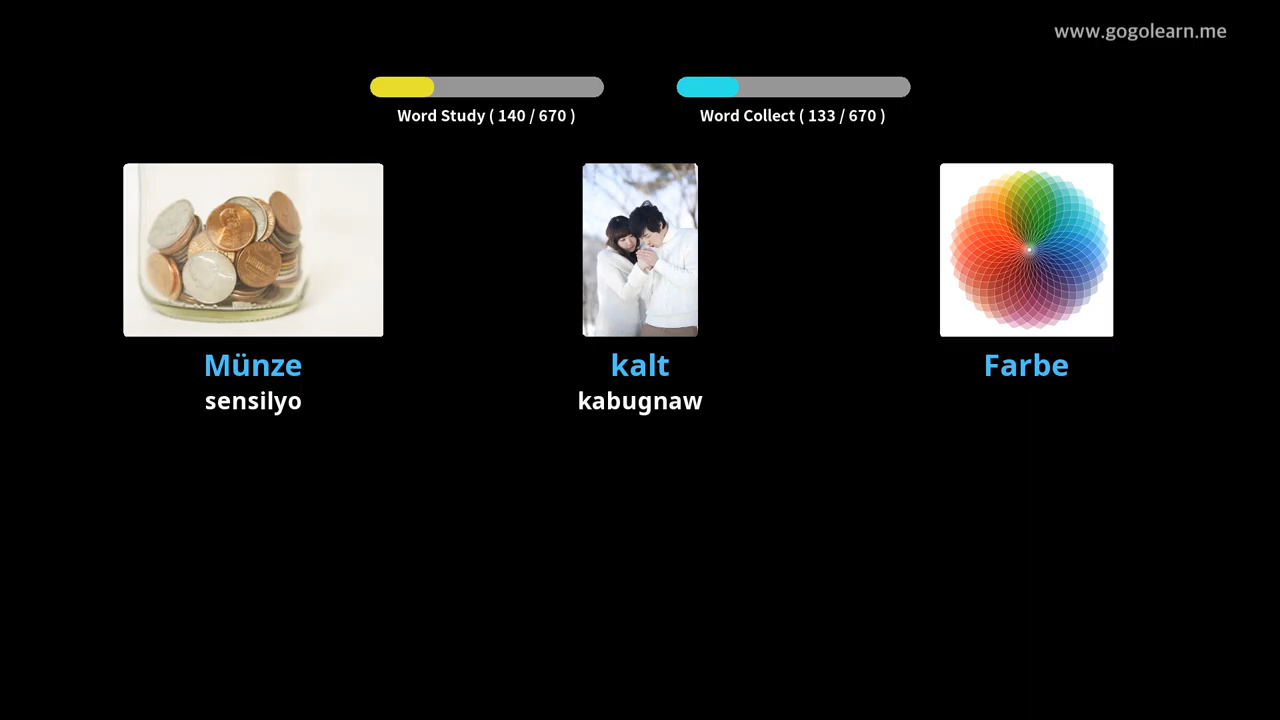 www.gogolearn.me
Word Study ( 140 / 670 )
Word Collect ( 133 / 670 )
Münze
kalt
Farbe
sensilyo
kabugnaw